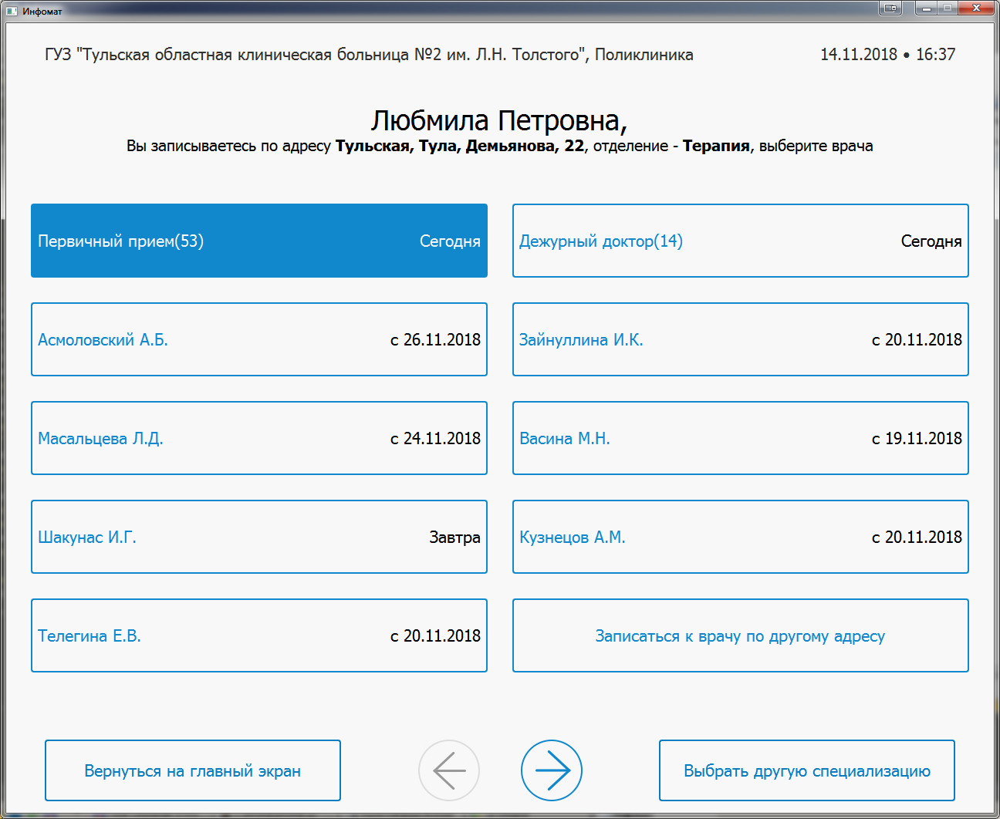 Инфомат
ГУЗ "Тульская областная клиническая больница №2 им. Л.Н. Толстого", Поликлиника 14.11.2018 • 16:37
Любмила Петровна,
Вы записываетесь по адресу Тульская, Тула, Демьянова, 22, отделение - Терапия, выберите врача
Первичный прием(53) Сегодня
Дежурный доктор(14) Сегодня
Асмоловский А.Б. с 26.11.2018
Зайнуллина И.К. с 20.11.2018
Масальцева Л.Д. с 24.11.2018
Васина М.Н. с 19.11.2018
Шакунас И.Г. Завтра
Кузнецов А.М. с 20.11.2018
Телегина Е.В. с 20.11.2018
Записаться к врачу по другому адресу
Вернуться на главный экран
Выбрать другую специализацию